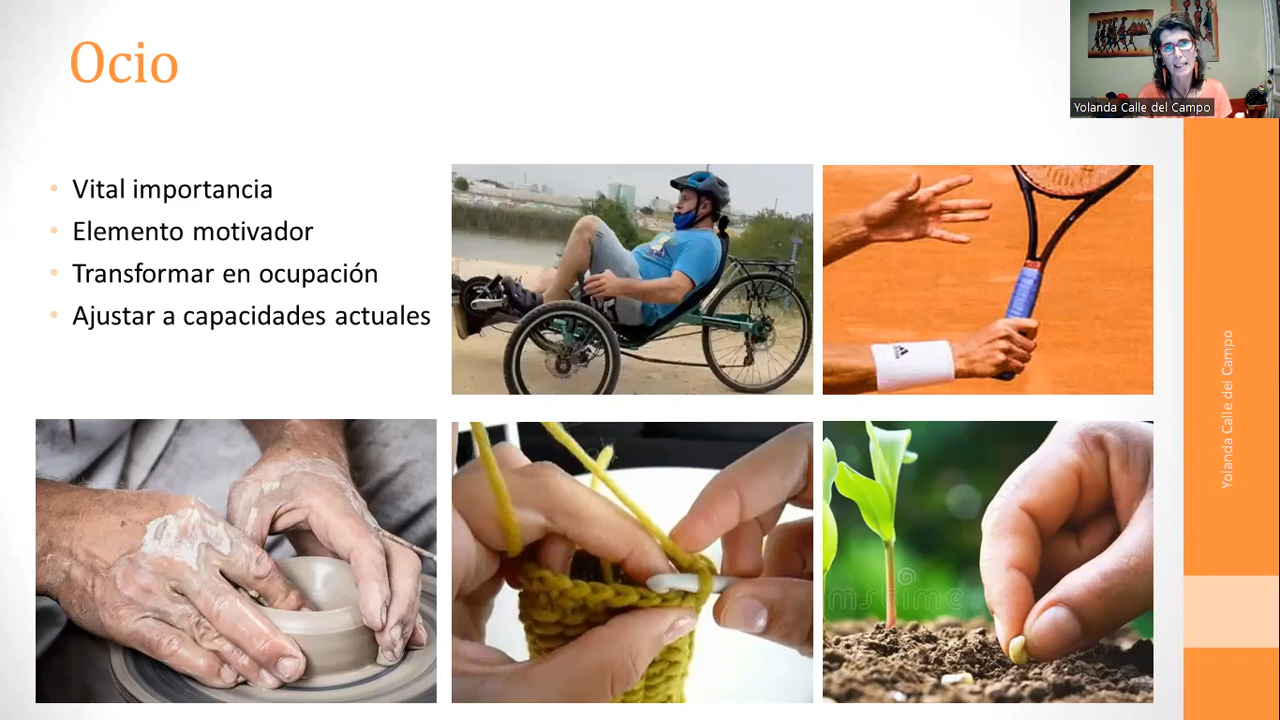 Ocio
Yolanda Calle del Campo
Vital importancia
Elemento motivador
Transformar en ocupación
Ajustar a capacidades actuales
Yolanda Calle del Campo